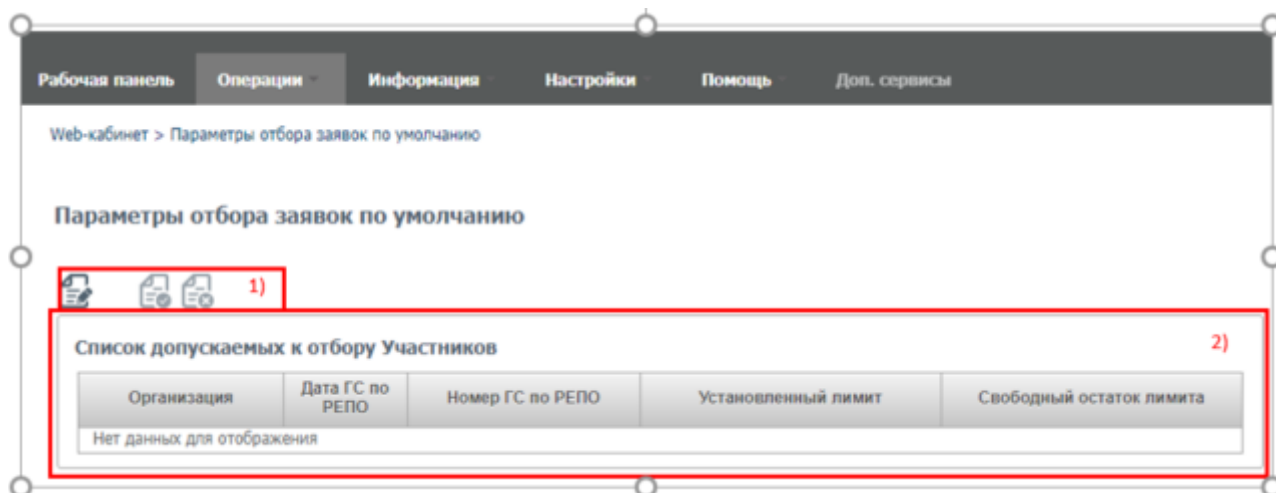 Рабочая панель Операции Информация Настройки Помощь Доп. сервисы
Web-кабинет > Параметры отбора заявок по умолчанию
Параметры отбора заявок по умолчанию
1)
2)
Список допускаемых к отбору Участников
Организация Дата ГС по РЕПО Номер ГС по РЕПО Установленный лимит Свободный остаток лимита
Нет данных для отображения